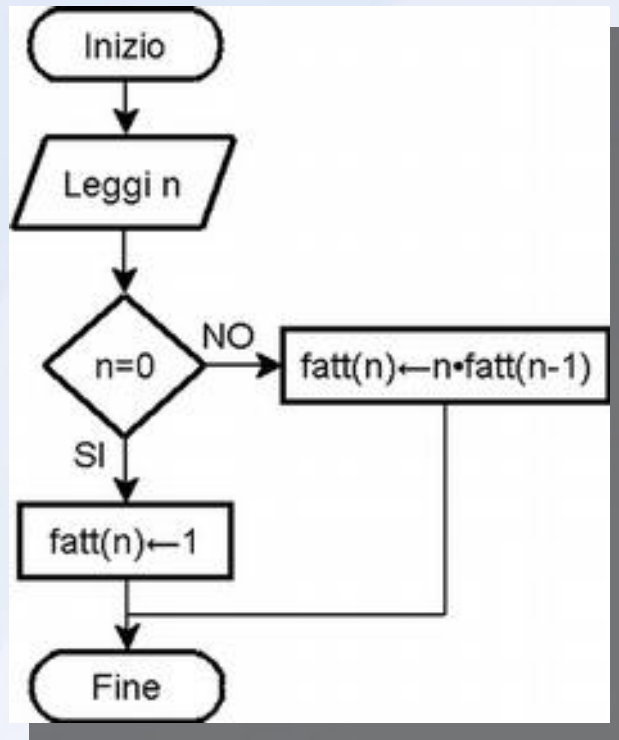 Inizio
Leggi n
n=0
NO
fatt(n)←n•fatt(n-1)
SI
fatt(n)←1
Fine